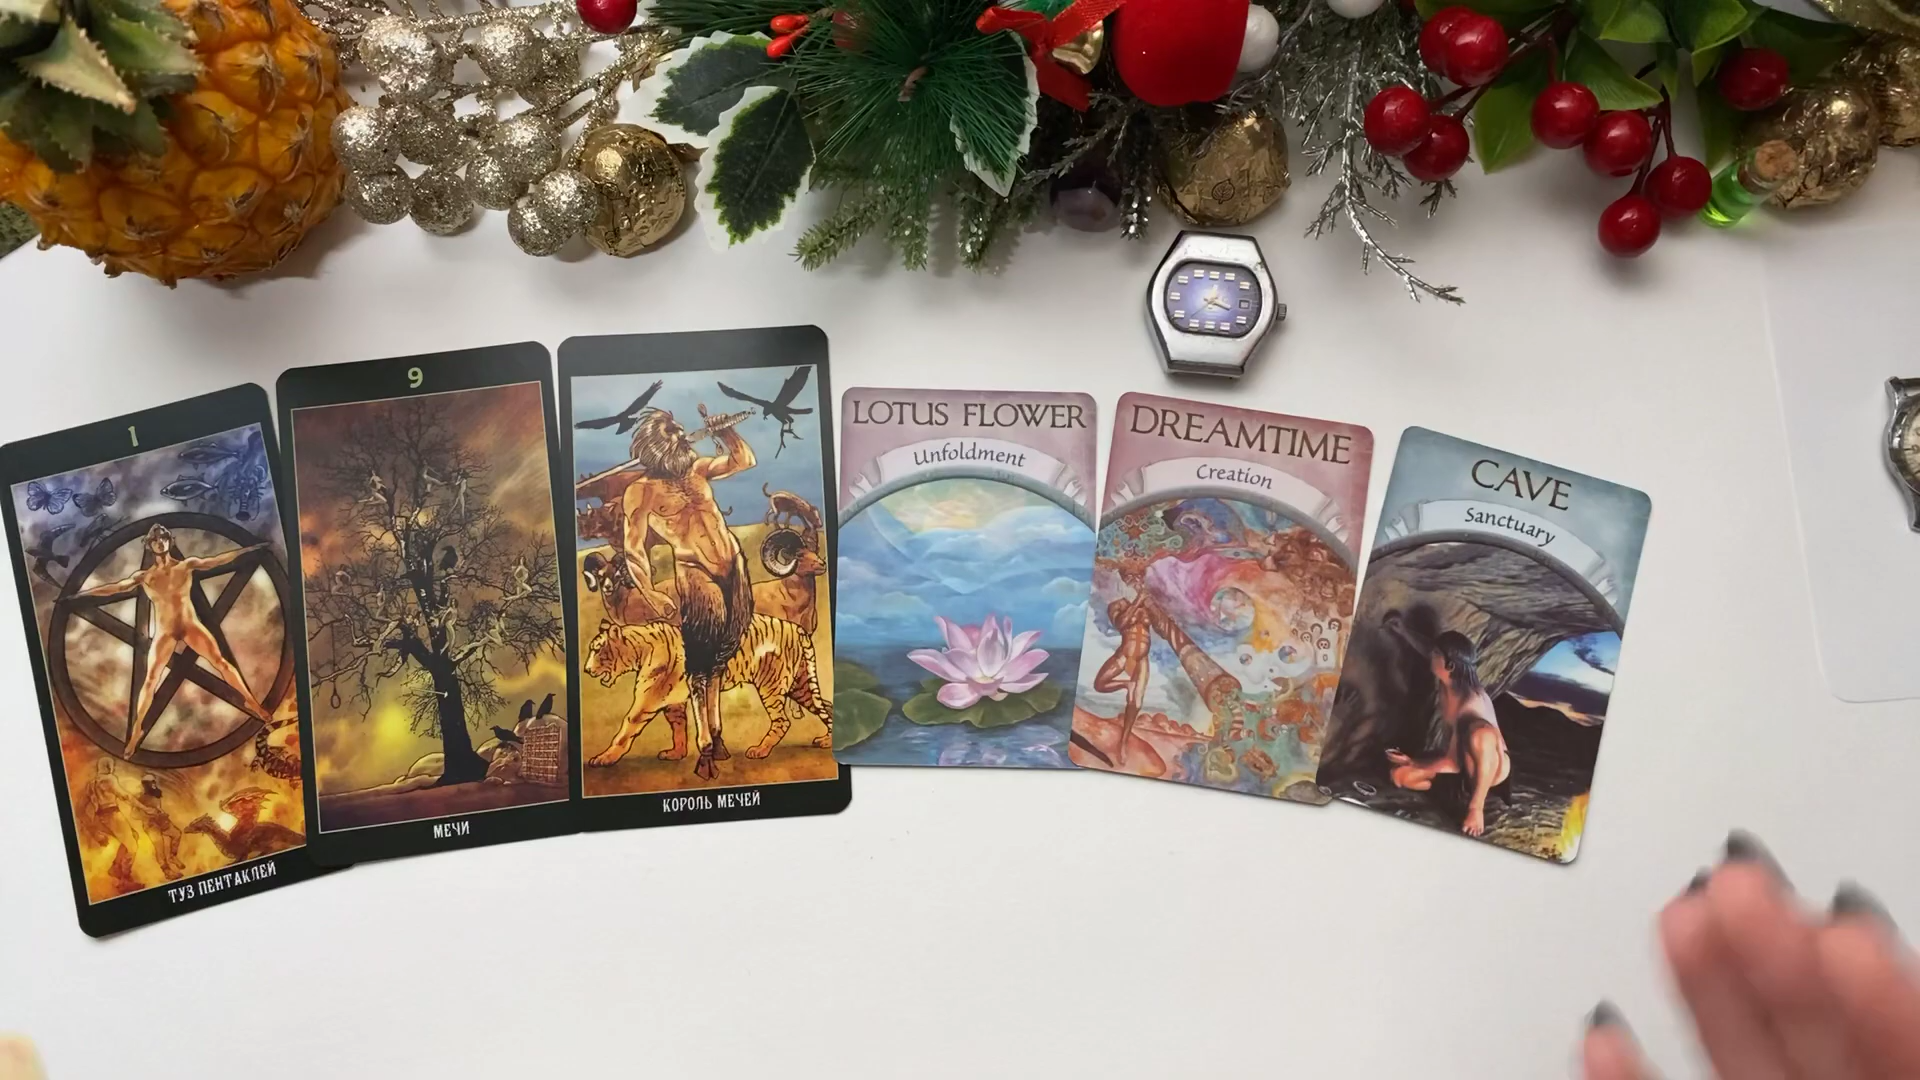 1
ТУЗ ПЕНТАКЛЕЙ
9
МЕЧИ
КОРОЛЬ МЕЧЕЙ
LOTUS FLOWER
Unfoldment
DREAMTIME
Creation
CAVE
Sanctuary